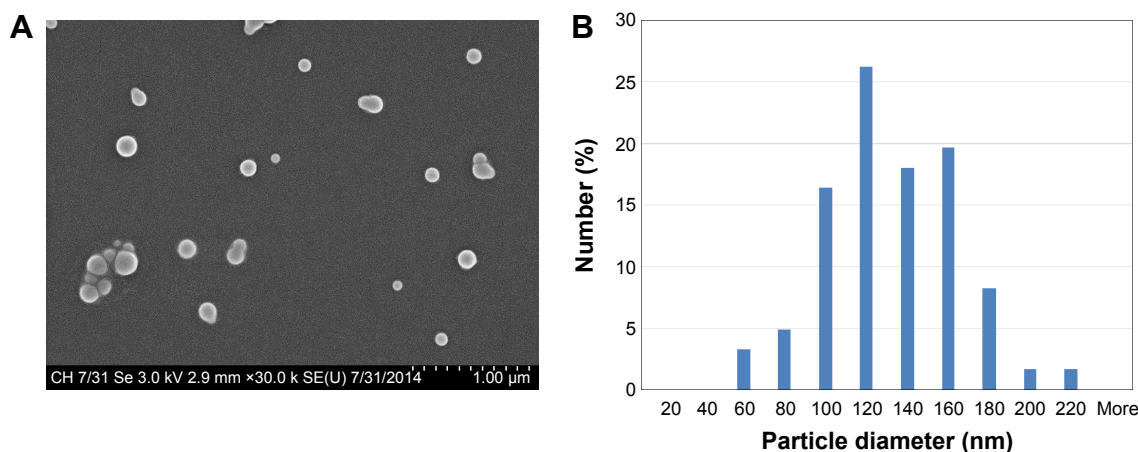 A
CH 7/31 Se 3.0 kV 2.9 mm ×30.0 k SE(U) 7/31/2014 1.00 µm
B
30
25
20
15
10
5
0
Number (%)
20 40 60 80 100 120 140 160 180 200 220 More
Particle diameter (nm)